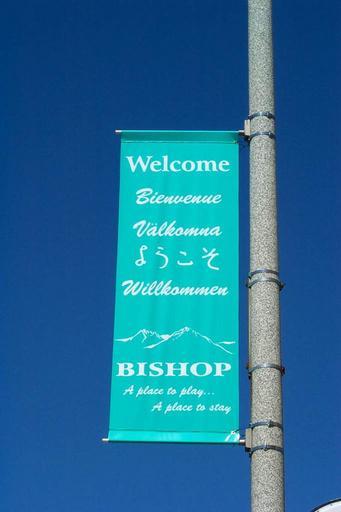 Welcome
Bienvenue
Välkomna
ようこそ
Willkommen
BISHOP
A place to play...
A place to stay